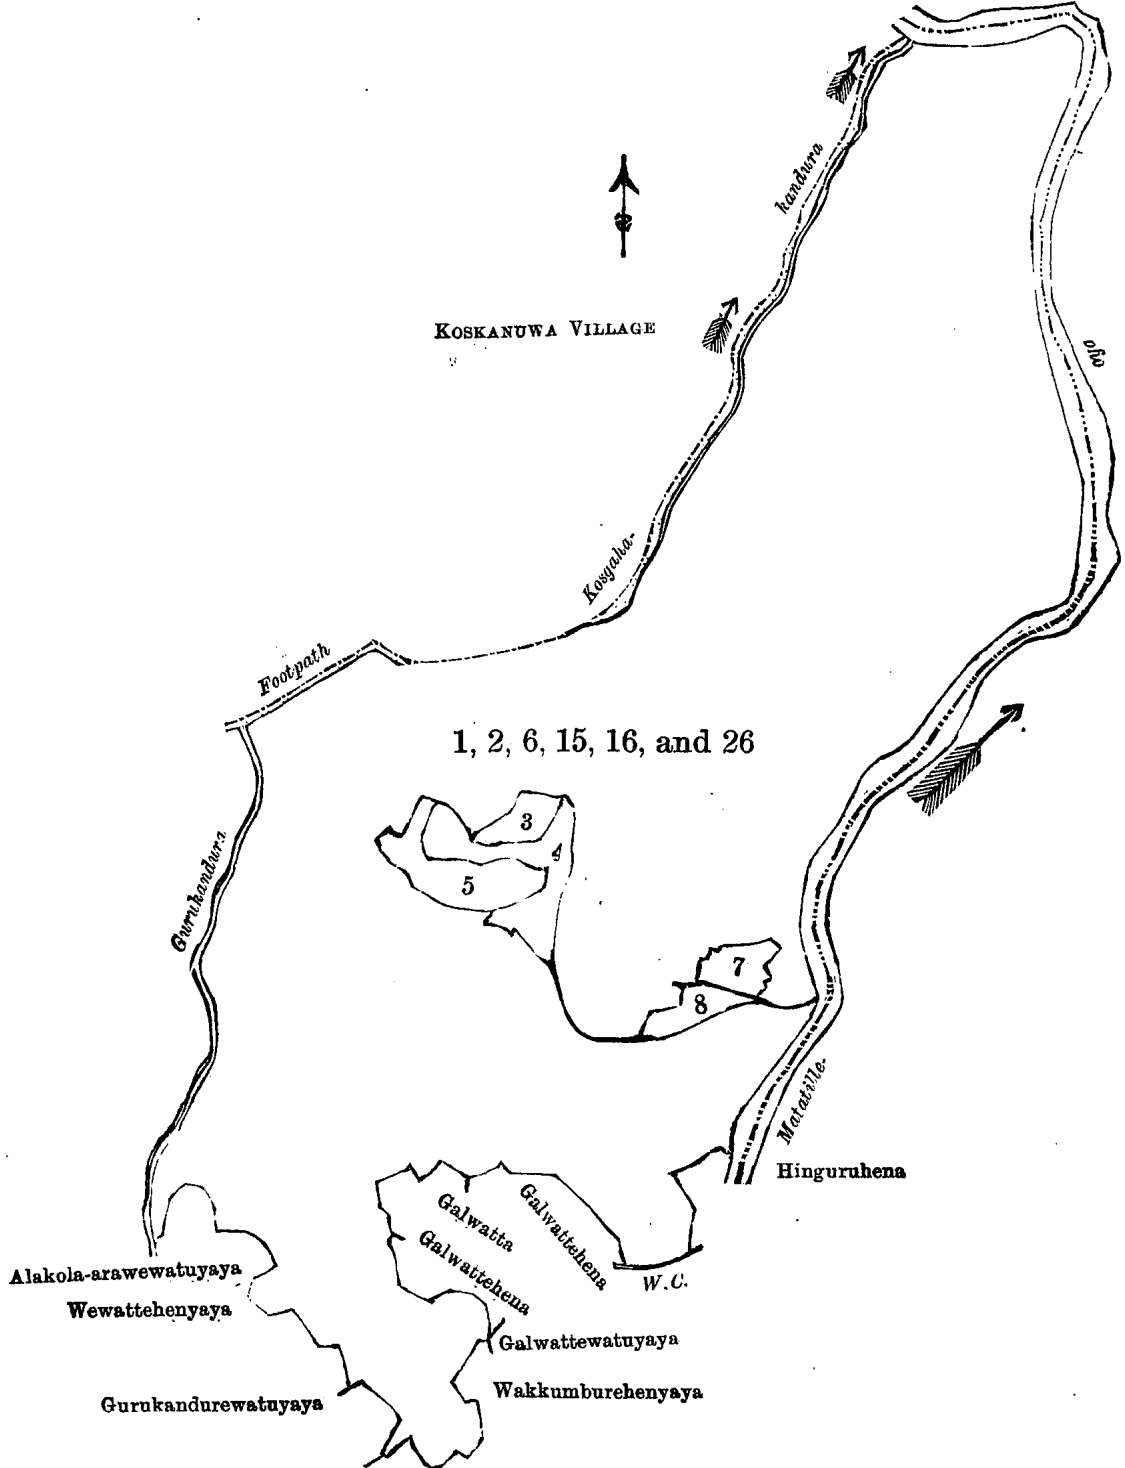 kandura
KOSKANUWA VILLAGE
oya
Kosgaha-
Footpath
1, 2, 6, 15, 16, and 26
3
4
5
Gurukandura
7
8
Matatille-
Hinguruhena
Galwatta
Galwattehena
Galwattehena
Alakola-arawewatuyaya
W.C.
Wewattehenyaya
Galwattewatuyaya
Wakkumburehenyaya
Gurukandurewatuyaya